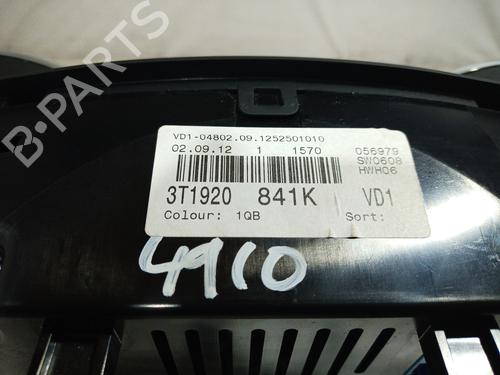 B-PARTS
VD1-04802.09.1252501010
02.09.12 1 1570 056979
SW0608
HWH06
3T1920 841K VD1
Colour: 1QB Sort:
4910